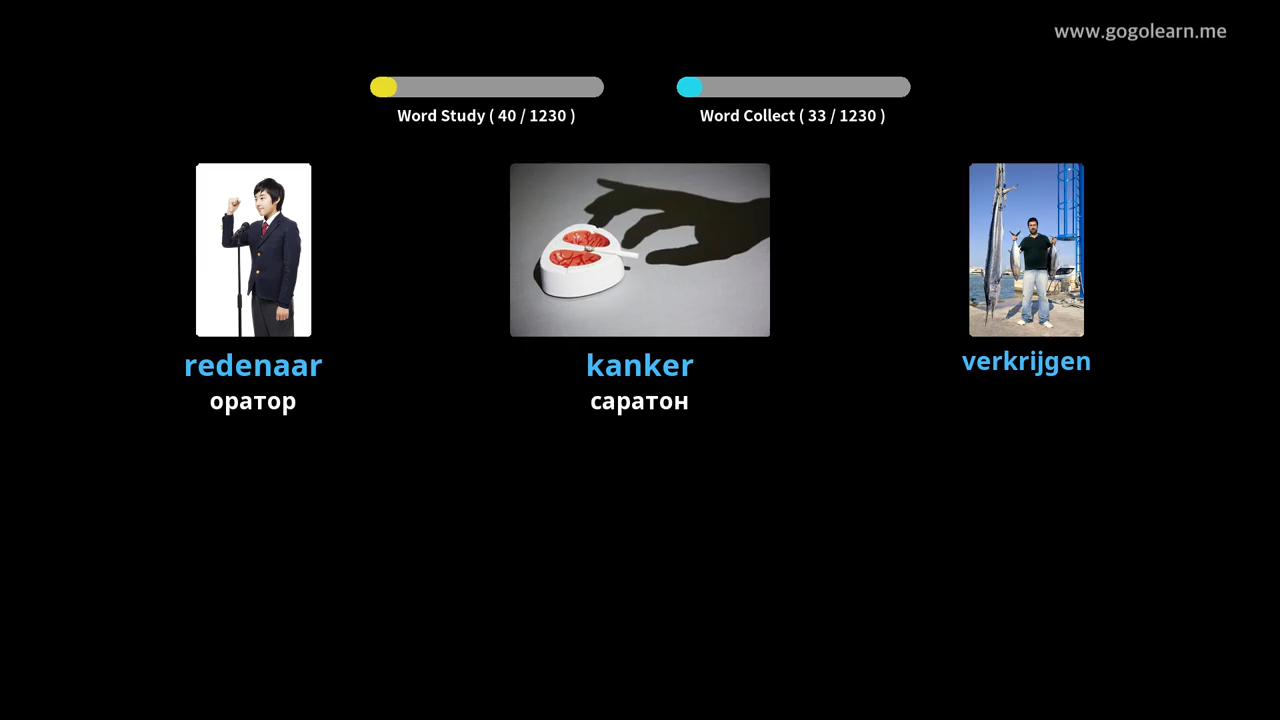 www.gogolearn.me
Word Study ( 40 / 1230 )
Word Collect ( 33 / 1230 )
redenaar
оратор
kanker
саратон
verkrijgen